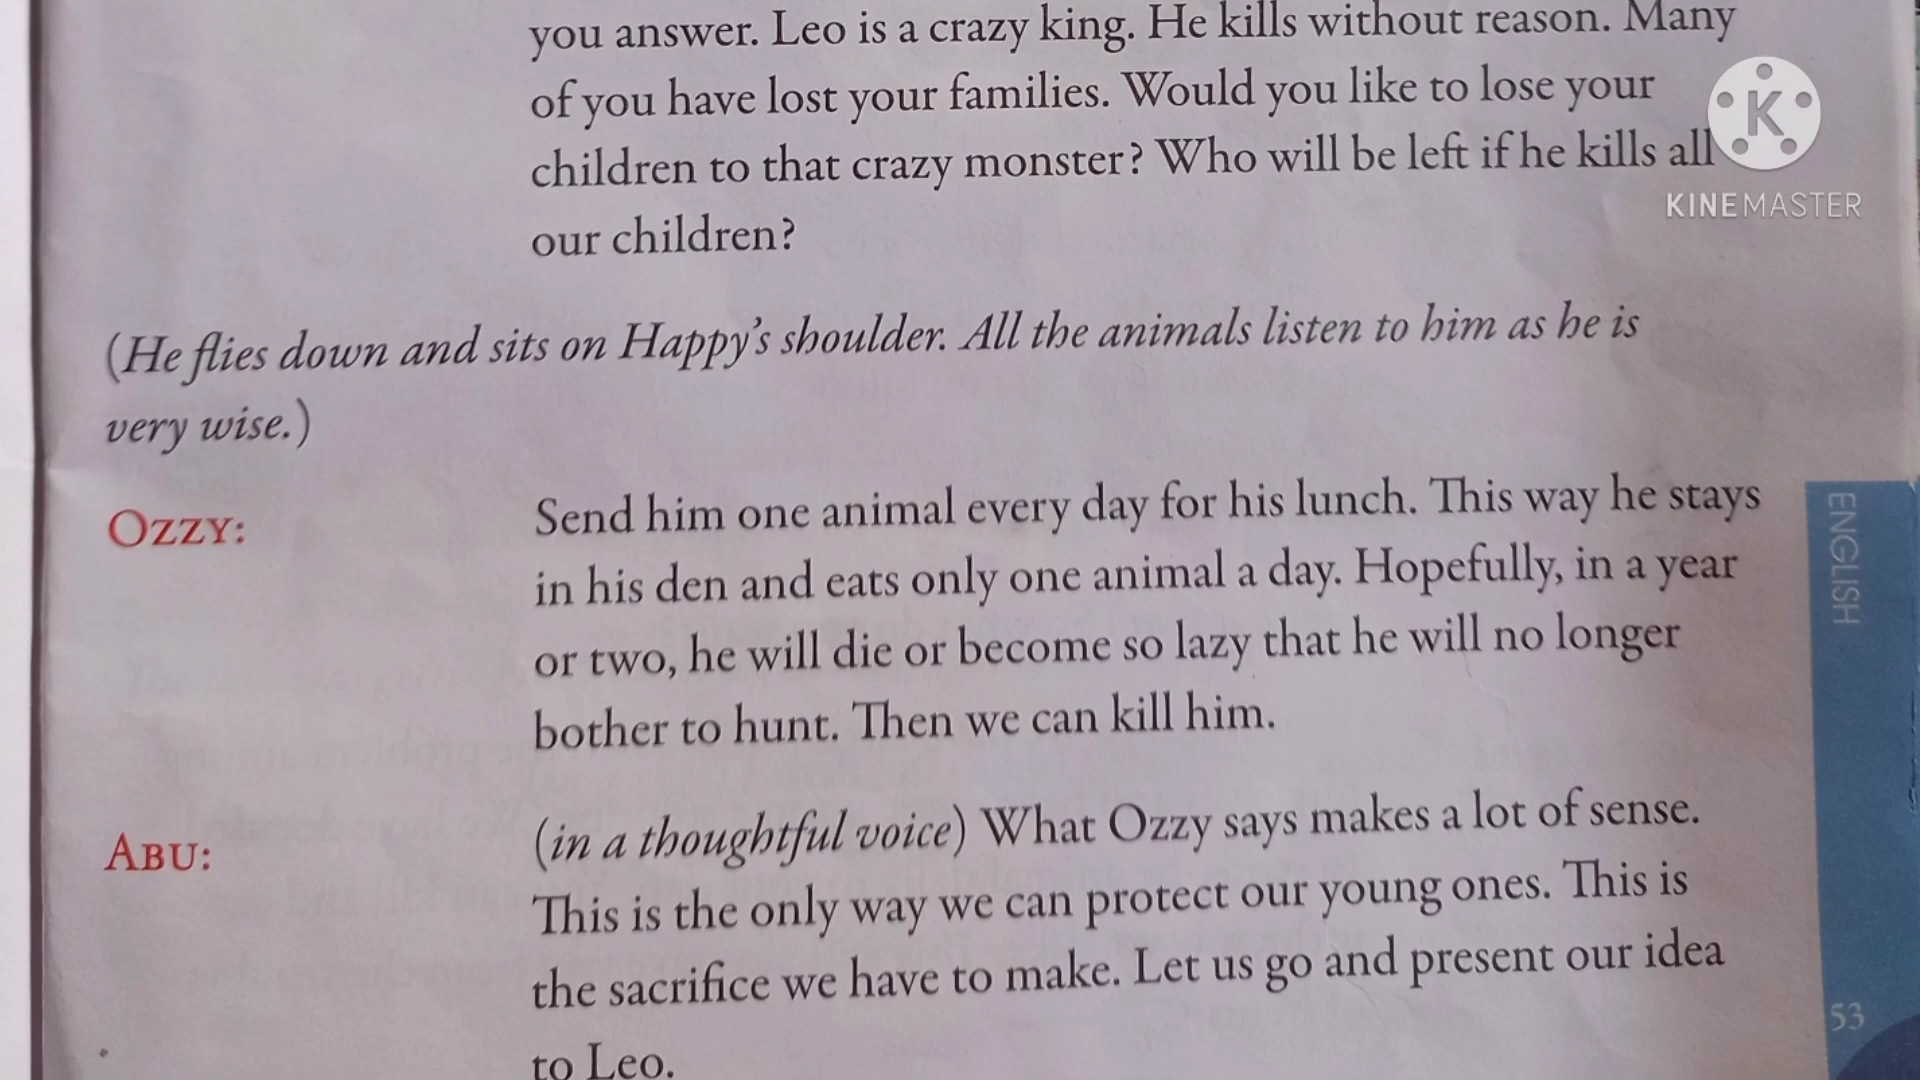 you answer. Leo is a crazy king. He kills without reason. Many
of you have lost your families. Would you like to lose your
children to that crazy monster? Who will be left if he kills all
our children?
K
KINEMASTER
(He flies down and sits on Happy's shoulder. All the animals listen to him as he is
very wise.)
OZZY: Send him one animal every day for his lunch. This way he stays
in his den and eats only one animal a day. Hopefully, in a year
or two, he will die or become so lazy that he will no longer
bother to hunt. Then we can kill him.
ABU: (in a thoughtful voice) What Ozzy says makes a lot of sense.
This is the only way we can protect our young ones. This is
the sacrifice we have to make. Let us go and present our idea
to Leo.
ENGLISH
53